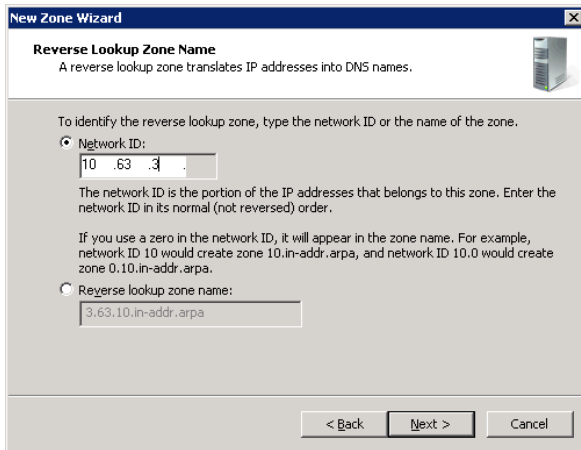 New Zone Wizard
Reverse Lookup Zone Name
A reverse lookup zone translates IP addresses into DNS names.
To identify the reverse lookup zone, type the network ID or the name of the zone.
Network ID:
10 .63 .3 .
The network ID is the portion of the IP addresses that belongs to this zone. Enter the
network ID in its normal (not reversed) order.
If you use a zero in the network ID, it will appear in the zone name. For example,
network ID 10 would create zone 10.in-addr.arpa, and network ID 10.0 would create
zone 0.10.in-addr.arpa.
Reverse lookup zone name:
3.63.10.in-addr.arpa
< Back Next > Cancel